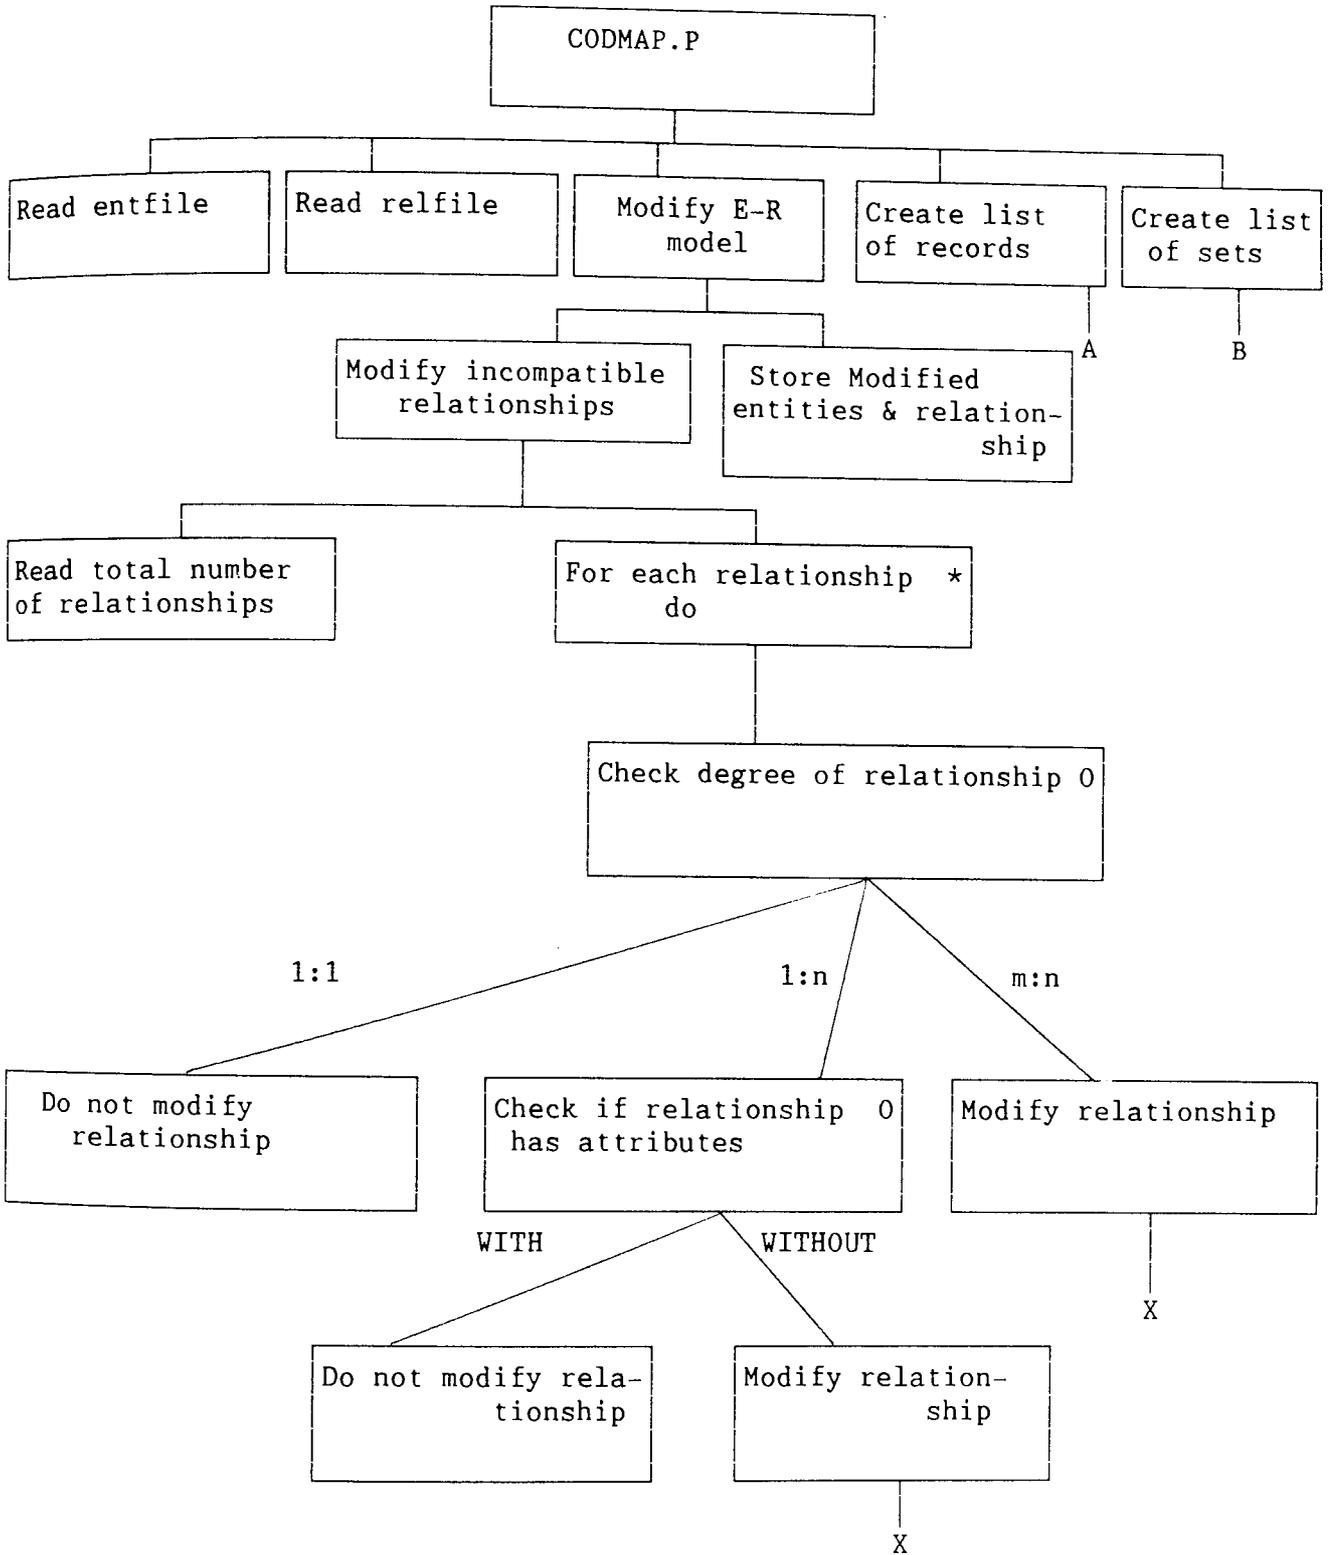 CODMAP.P
Read entfile
Read relfile
Modify E-R
model
Create list
of records
Create list
of sets
A
B
Modify incompatible
relationships
Store Modified
entities & relation-
ship
Read total number
of relationships
For each relationship *
do
Check degree of relationship O
1:1
1:n
m:n
Do not modify
relationship
Check if relationship O
has attributes
Modify relationship
WITH
WITHOUT
X
Do not modify rela-
tionship
Modify relation-
ship
X